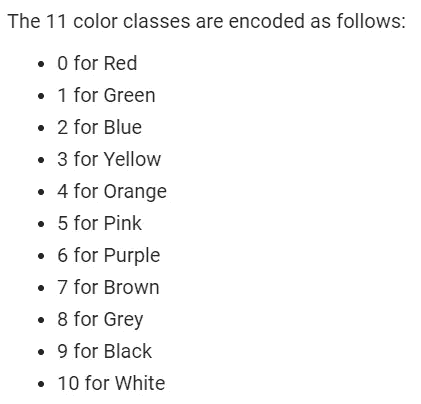 The 11 color classes are encoded as follows:
• 0 for Red
• 1 for Green
• 2 for Blue
• 3 for Yellow
• 4 for Orange
• 5 for Pink
• 6 for Purple
• 7 for Brown
• 8 for Grey
• 9 for Black
• 10 for White